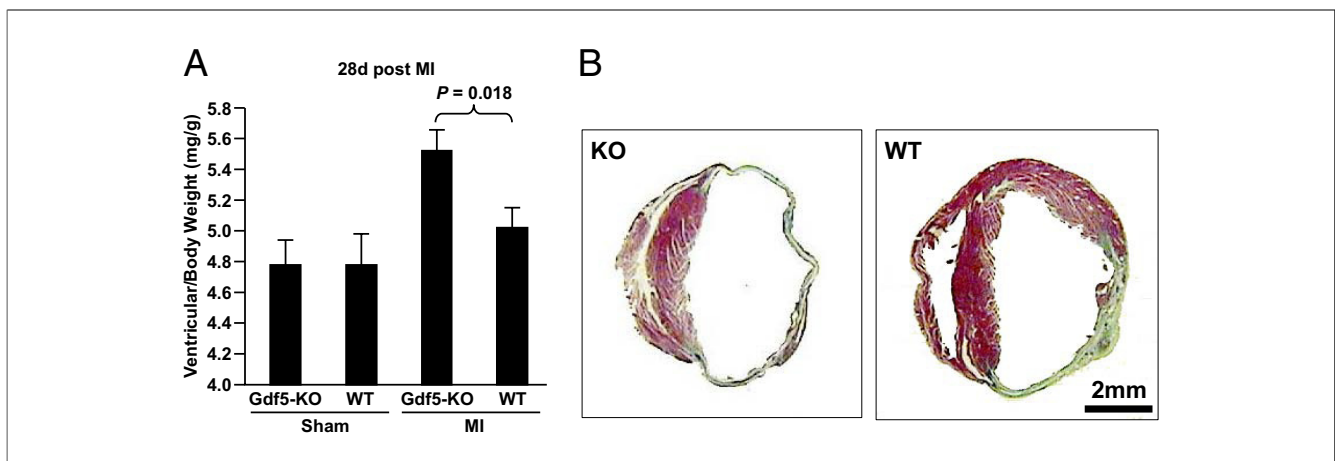 A
28d post MI
P = 0.018
Ventricular/Body Weight (mg/g)
5.8
5.6
5.4
5.2
5.0
4.8
4.6
4.4
4.2
4.0
Gdf5-KO WT Gdf5-KO WT
Sham MI
B
KO
WT
2mm